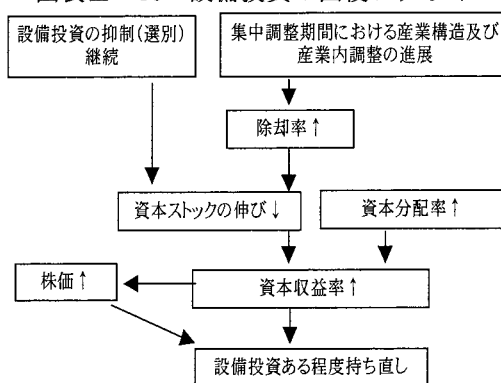 設備投資の抑制(選別)
継続
集中調整期間における産業構造及び
産業内調整の進展
除却率↑
資本ストックの伸び↓
資本分配率↑
株価↑
資本収益率↑
設備投資ある程度持ち直し